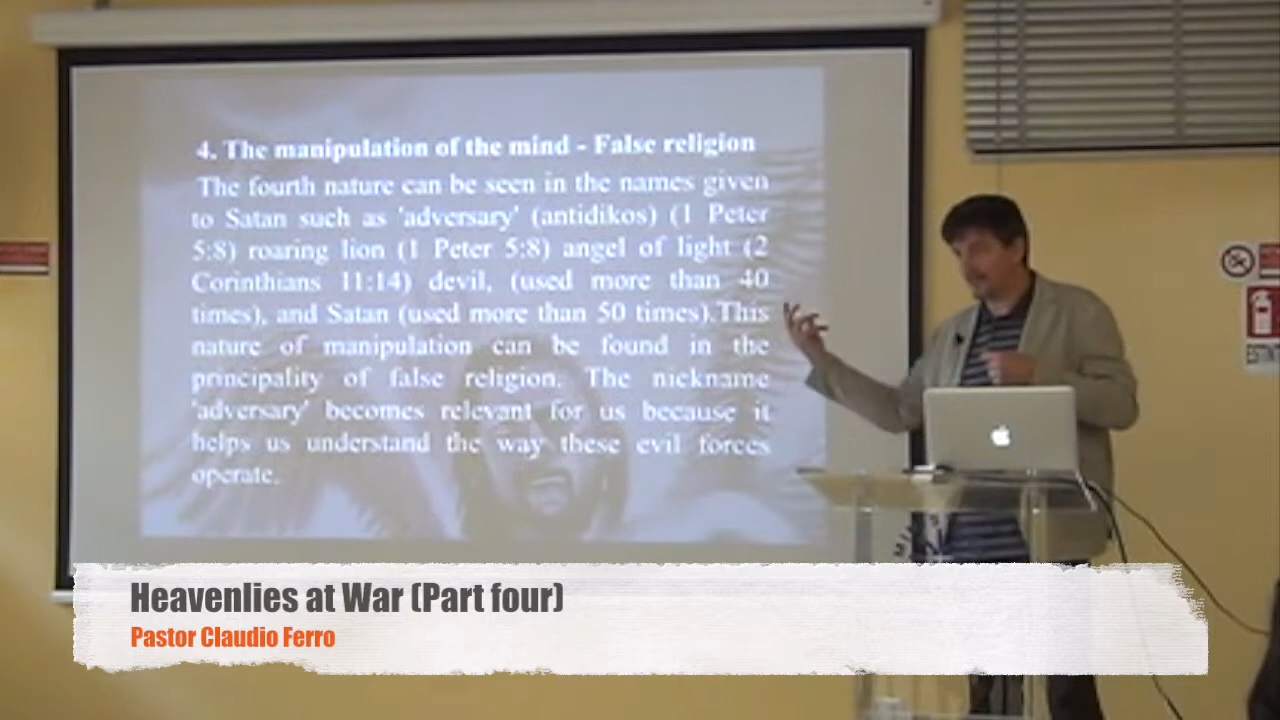 4. The manipulation of the mind - False religion
The fourth nature can be seen in the names given
to Satan such as 'adversary' (antidikos) (1 Peter
5:8) roaring lion (1 Peter 5:8) angel of light (2
Corinthians 11:14) devil, (used more than 40
times), and Satan (used more than 50 times).This
nature of manipulation can be found in the
principality of false religion. The nickname
'adversary' becomes relevant for us because it
helps us understand the way these evil forces
operate.
Heavenlies at War (Part four)
Pastor Claudio Ferro